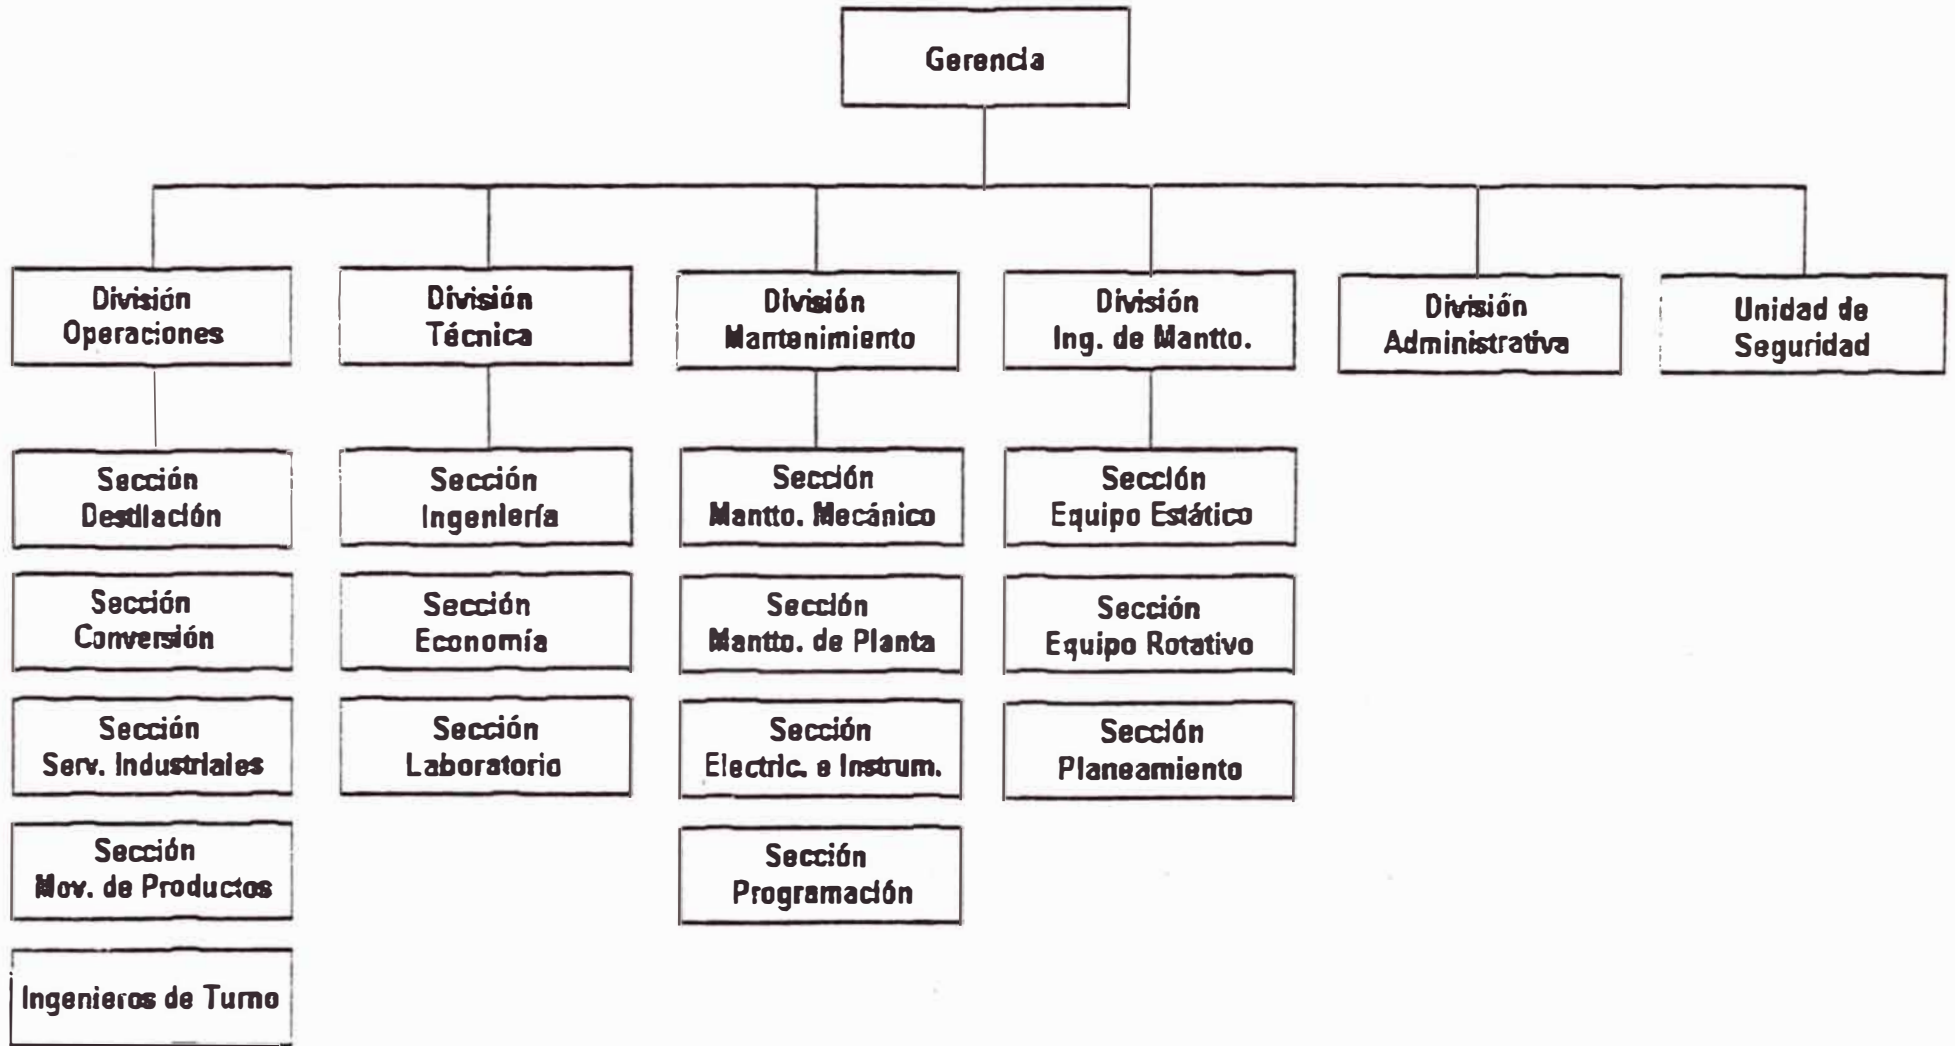 Gerencia
División
Operaciones
División
Técnica
División
Mantenimiento
División
Ing. de Mantto.
División
Administrativa
Unidad de
Seguridad
Sección
Destilación
Sección
Conversión
Sección
Serv. Industriales
Sección
Mov. de Productos
Ingenieros de Turno
Sección
Ingeniería
Sección
Economía
Sección
Laboratorio
Sección
Mantto. Mecánico
Sección
Mantto. de Planta
Sección
Electric. e Instrum.
Sección
Programación
Sección
Equipo Estático
Sección
Equipo Rotativo
Sección
Planeamiento